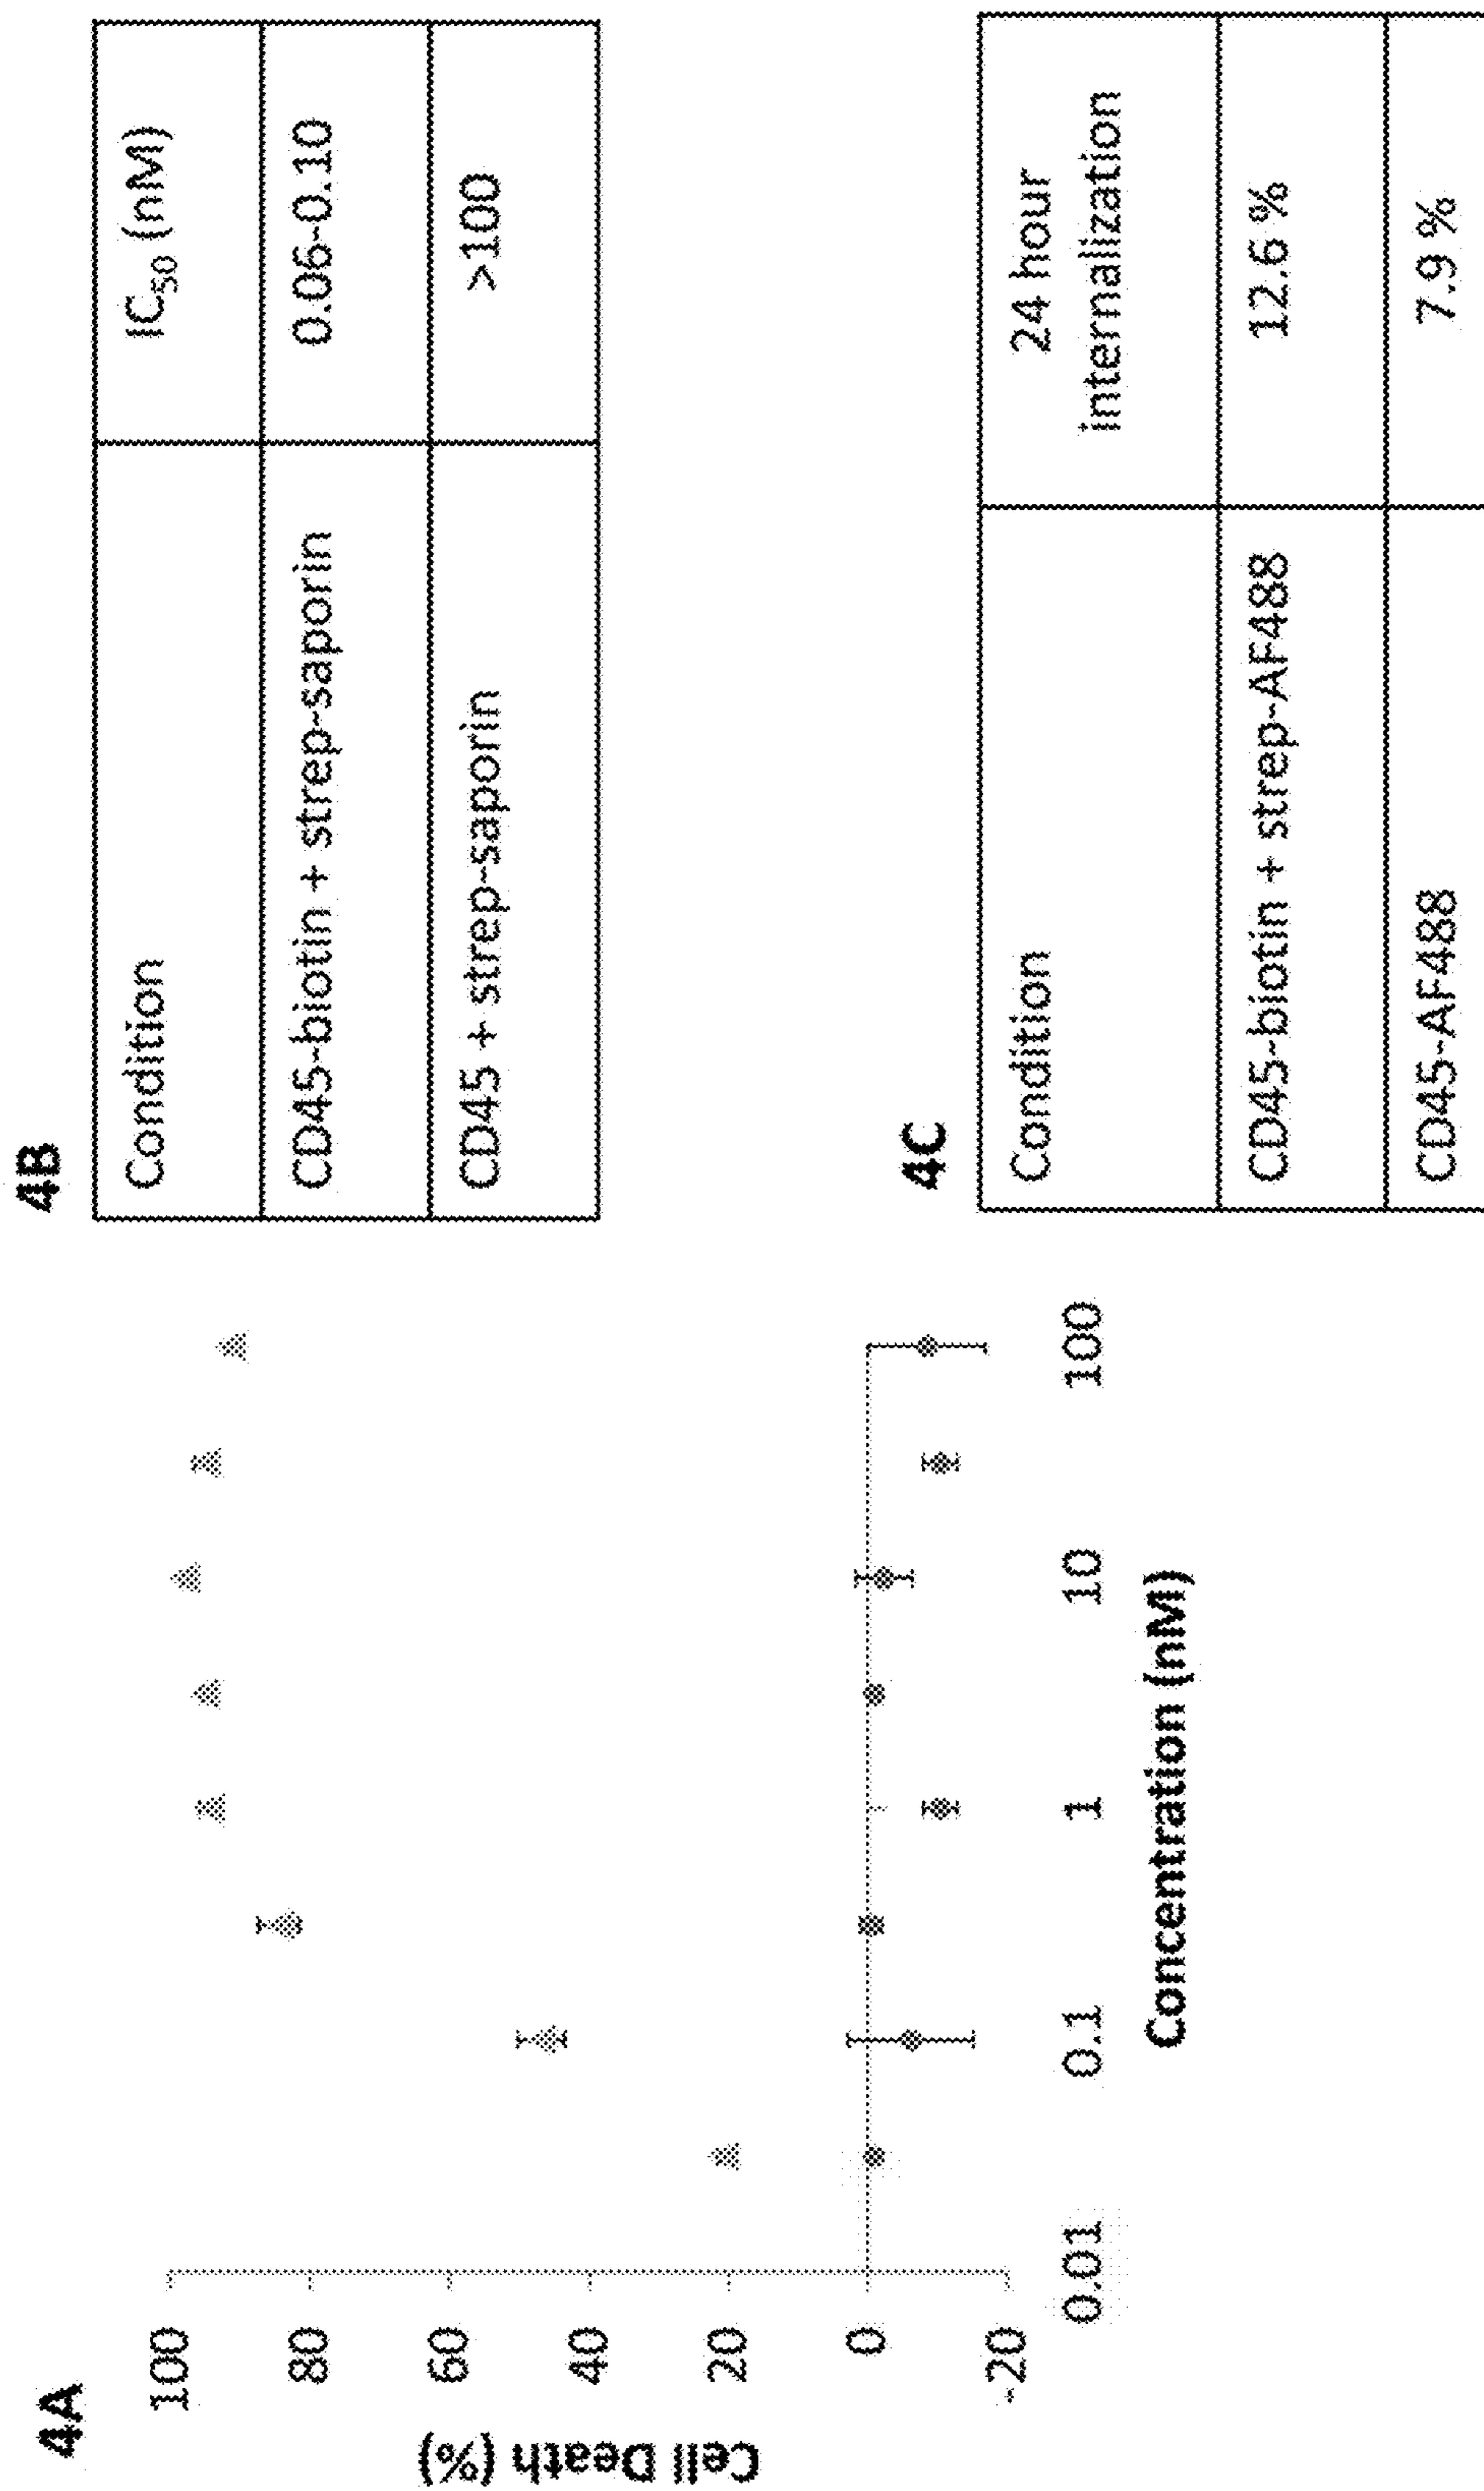 4A
Cell Death (%)
100
80
60
40
20
0
-20
0.01
0.1
1
10
100
Concentration (nM)
4B
Condition
IC50 (nM)
CD45-biotin + strep-saporin
0.06-0.10
CD45 + strep-saporin
>100
4C
Condition
24 hour
internalization
CD45-biotin + strep-AF488
12.6 %
CD45-AF488
7.9 %